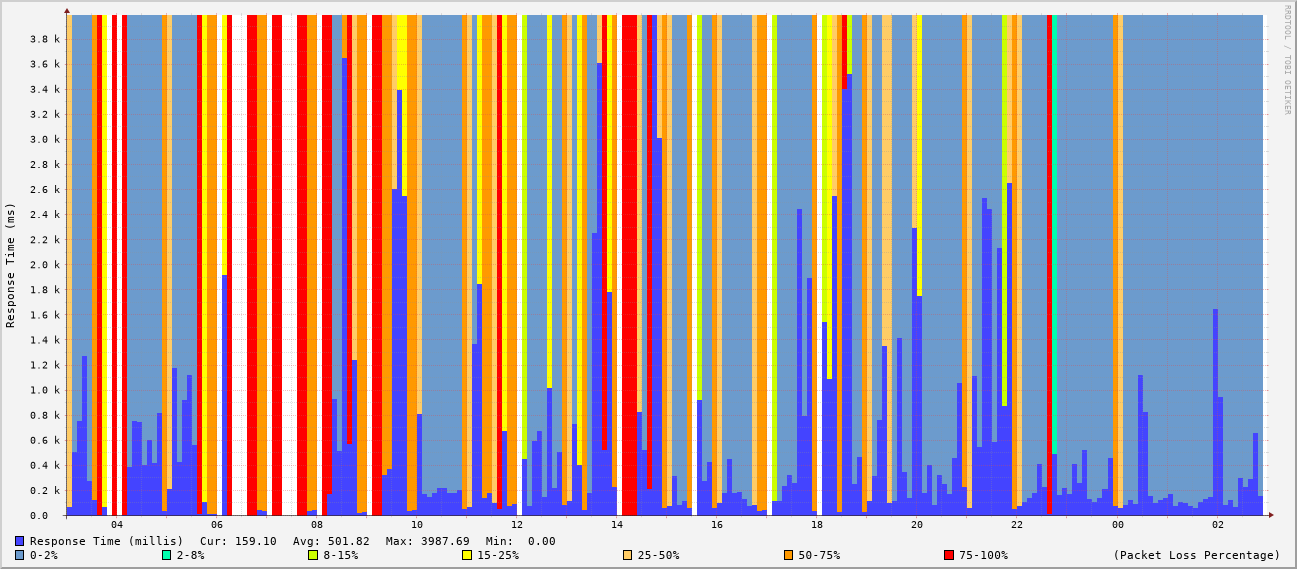 RRDTOOL / TOBI OETIKER
Response Time (ms)
3.8 k
3.6 k
3.4 k
3.2 k
3.0 k
2.8 k
2.6 k
2.4 k
2.2 k
2.0 k
1.8 k
1.6 k
1.4 k
1.2 k
1.0 k
0.8 k
0.6 k
0.4 k
0.2 k
0.0
04 06 08 10 12 14 16 18 20 22 00 02
Response Time (millis) Cur: 159.10 Avg: 501.82 Max: 3987.69 Min: 0.00
0-2% 2-8% 8-15% 15-25% 25-50% 50-75% 75-100% (Packet Loss Percentage)